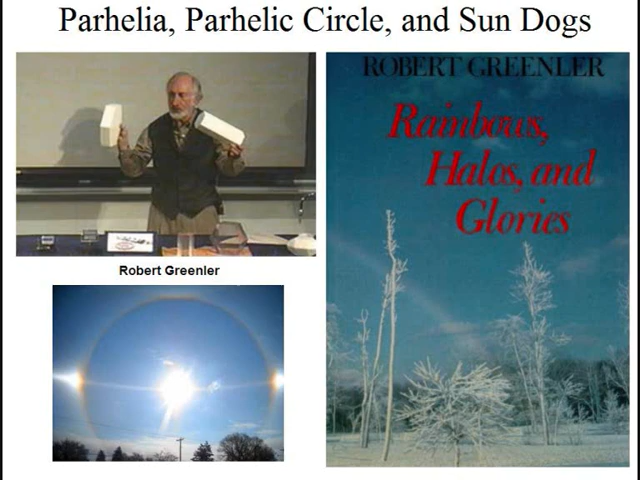 Parhelia, Parhelic Circle, and Sun Dogs
ROBERT GREENLER
Rainbows,
Halos, and
Glories
Robert Greenler